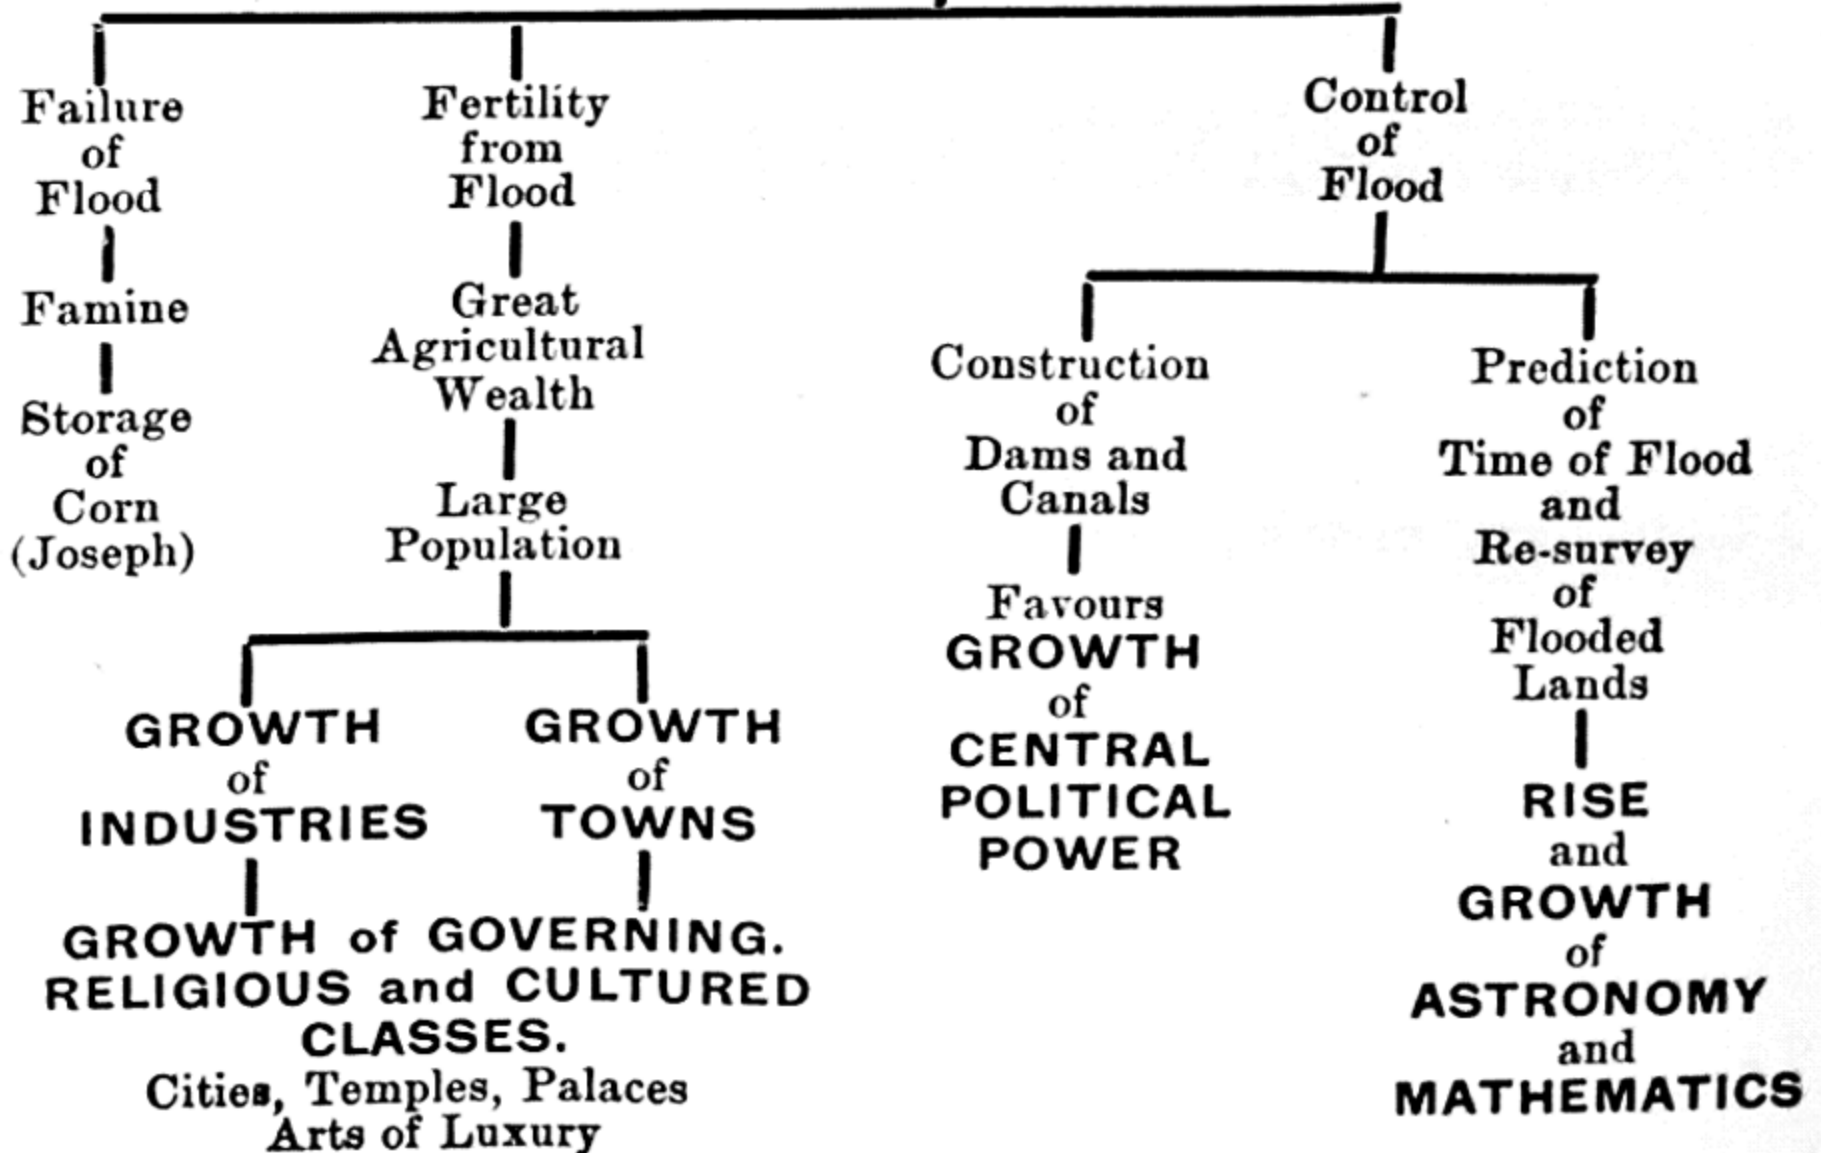 Failure
of
Flood
Famine
Storage
of
Corn
(Joseph)
Fertility
from
Flood
Great
Agricultural
Wealth
Large
Population
GROWTH
of
INDUSTRIES
GROWTH
of
TOWNS
GROWTH of GOVERNING.
RELIGIOUS and CULTURED
CLASSES.
Cities, Temples, Palaces
Arts of Luxury
Control
of
Flood
Construction
of
Dams and
Canals
Favours
GROWTH
of
CENTRAL
POLITICAL
POWER
Prediction
of
Time of Flood
and
Re-survey
of
Flooded
Lands
RISE
and
GROWTH
of
ASTRONOMY
and
MATHEMATICS